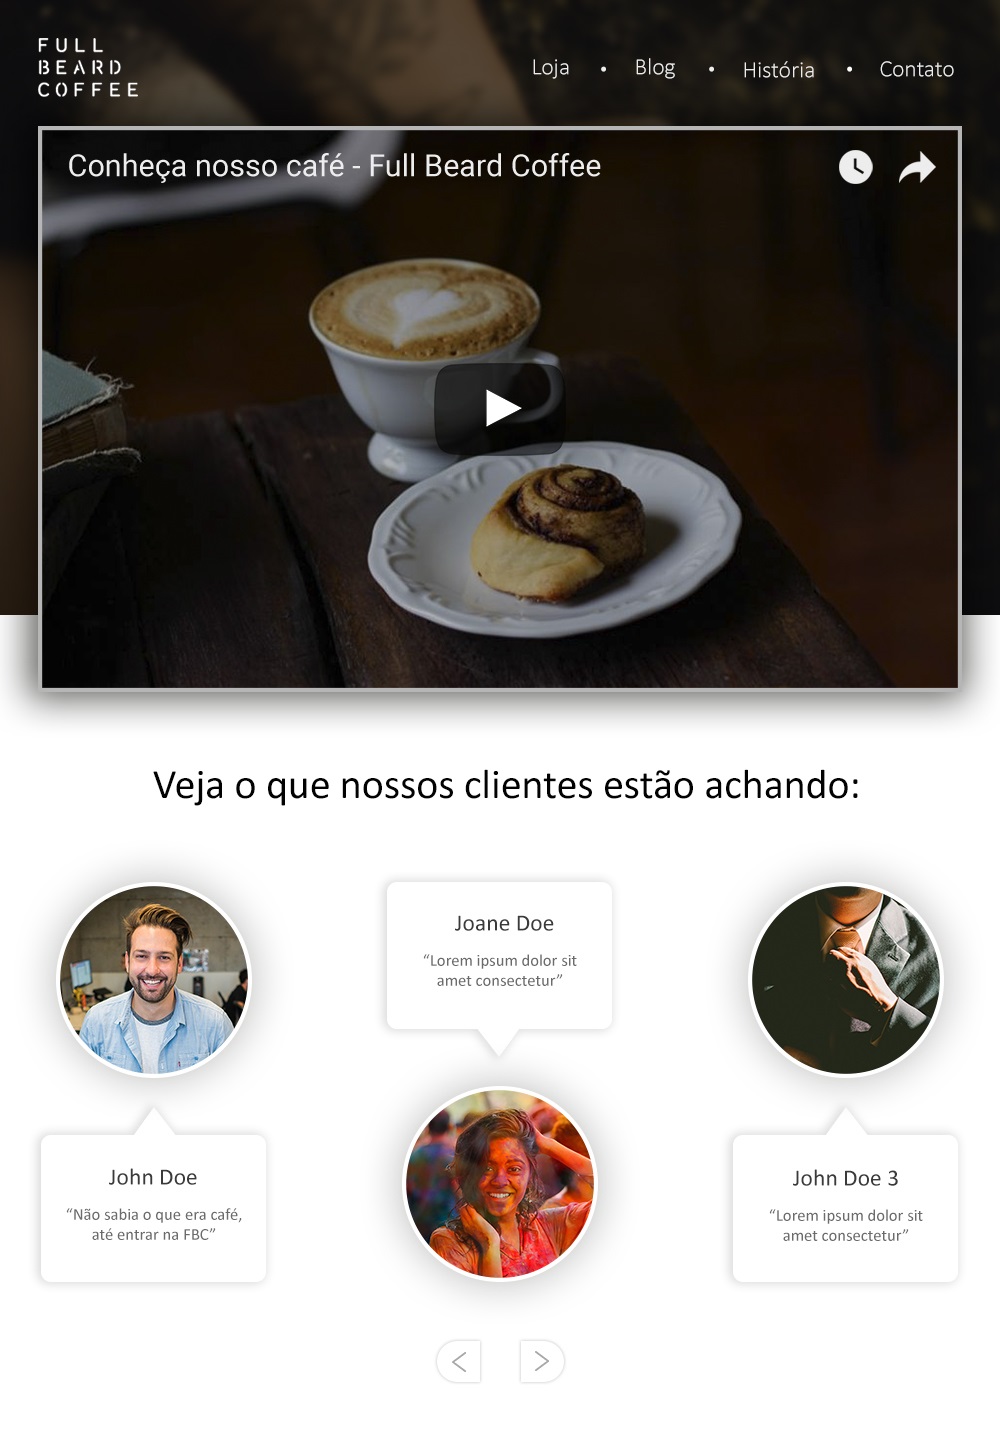 FULL
BEARD
COFFEE
Loja • Blog • História • Contato
Conheça nosso café - Full Beard Coffee
Veja o que nossos clientes estão achando:
John Doe
“Não sabia o que era café,
até entrar na FBC”
Joane Doe
“Lorem ipsum dolor sit
amet consectetur”
John Doe 3
“Lorem ipsum dolor sit
amet consectetur”